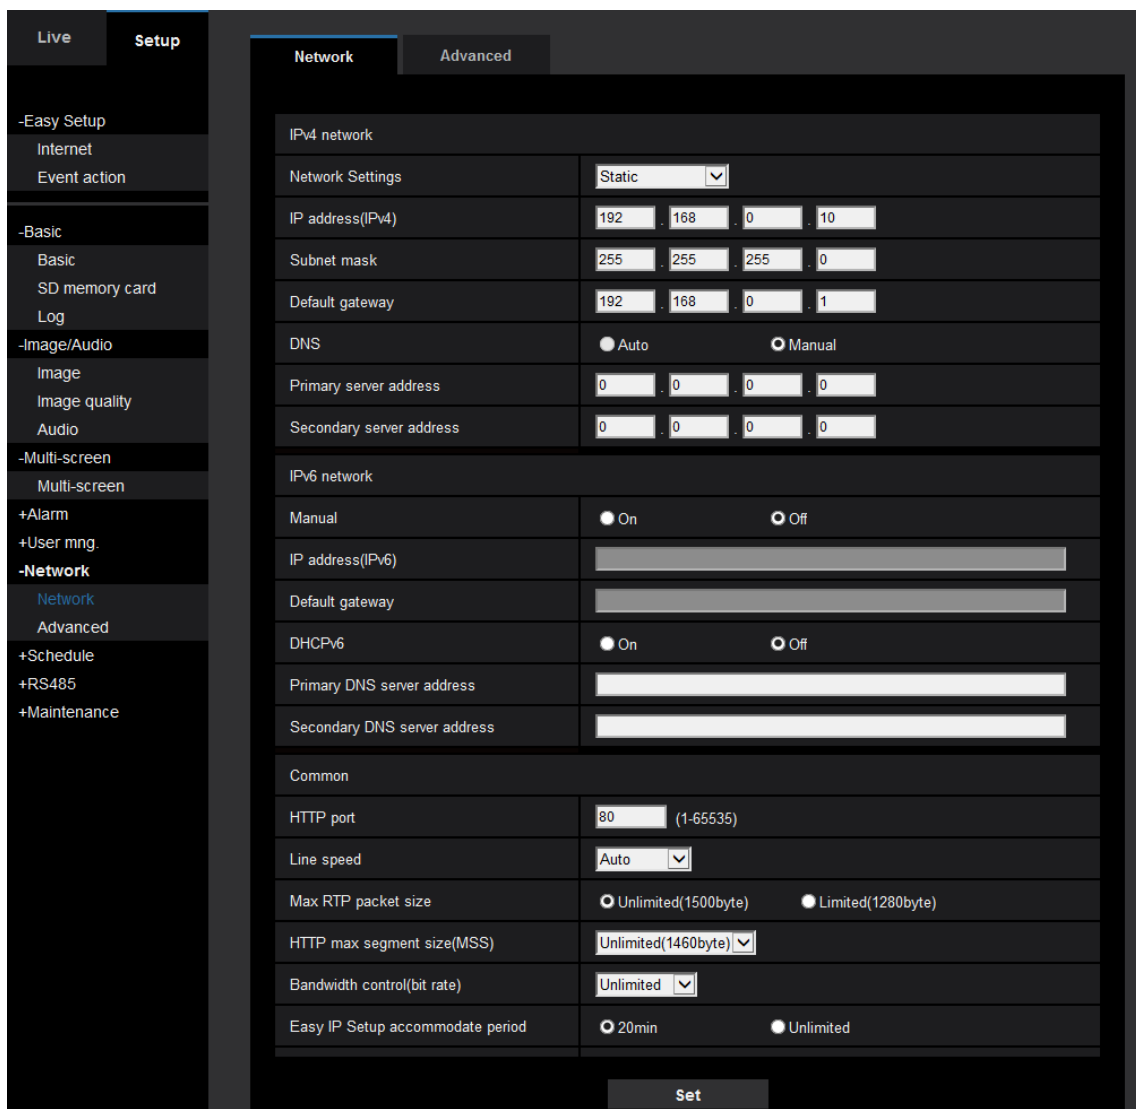 Live Setup
-Easy Setup
Internet
Event action
-Basic
Basic
SD memory card
Log
-Image/Audio
Image
Image quality
Audio
-Multi-screen
Multi-screen
+Alarm
+User mng.
-Network
Network
Advanced
+Schedule
+RS485
+Maintenance
Network Advanced
IPv4 network
Network Settings Static
IP address(IPv4) 192 . 168 . 0 . 10
Subnet mask 255 . 255 . 255 . 0
Default gateway 192 . 168 . 0 . 1
DNS Auto Manual
Primary server address 0 . 0 . 0 . 0
Secondary server address 0 . 0 . 0 . 0
IPv6 network
Manual On Off
IP address(IPv6)
Default gateway
DHCPv6 On Off
Primary DNS server address
Secondary DNS server address
Common
HTTP port 80 (1-65535)
Line speed Auto
Max RTP packet size Unlimited(1500byte) Limited(1280byte)
HTTP max segment size(MSS) Unlimited(1460byte)
Bandwidth control(bit rate) Unlimited
Easy IP Setup accommodate period 20min Unlimited
Set